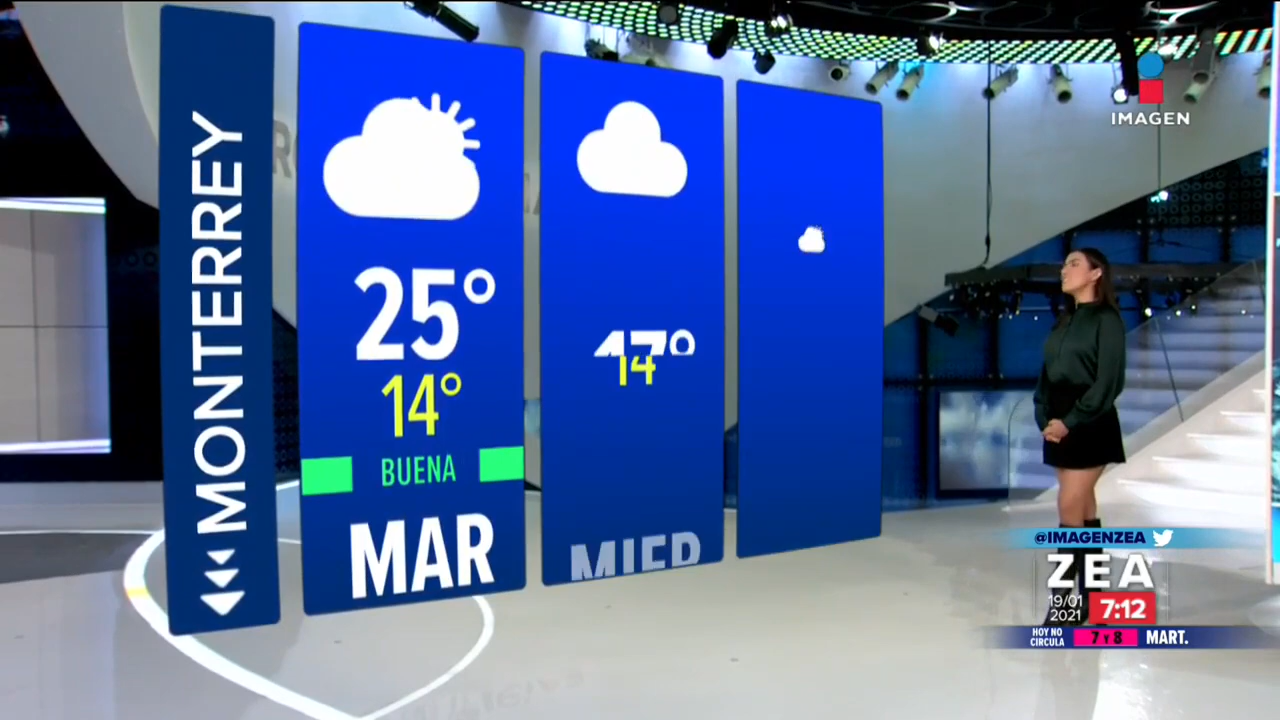 MONTERREY
25°
14°
BUENA
MAR
14
IMAGEN
@IMAGENZEA
ZEA
19/01
2021
7:12
HOY NO
CIRCULA
7 Y 8
MART.